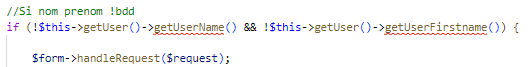 //Si nom prenom !bdd
if (!$this->getUser()->getUserName() && !$this->getUser()->getUserFirstname()) {
$form->handleRequest($request);